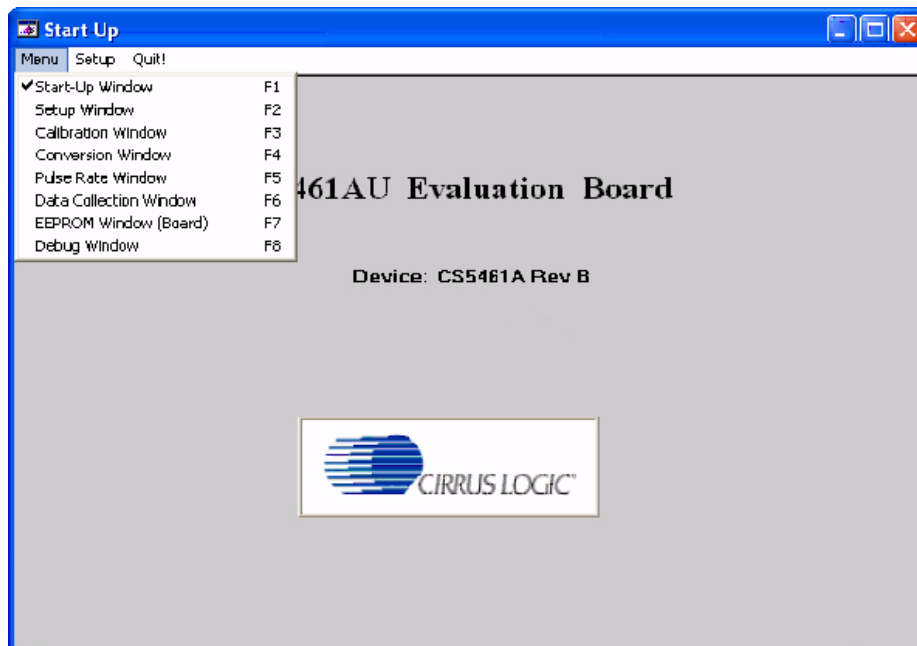 Start Up
Menu Setup Quit!
✔Start-Up Window F1
Setup Window F2
Calibration Window F3
Conversion Window F4
Pulse Rate Window F5
Data Collection Window F6
EEPROM Window (Board) F7
Debug Window F8
461AU Evaluation Board
Device: CS5461A Rev B
CIRRUS LOGIC™